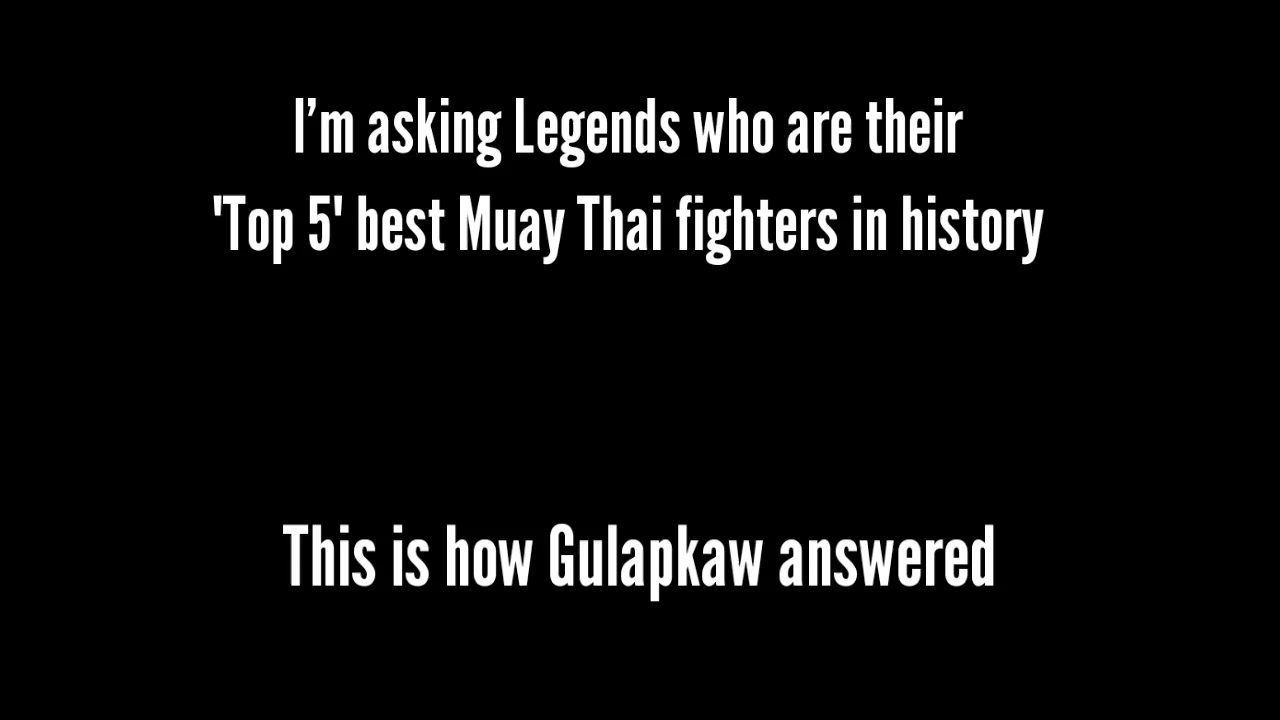 I’m asking Legends who are their
'Top 5' best Muay Thai fighters in history
This is how Gulapkaw answered